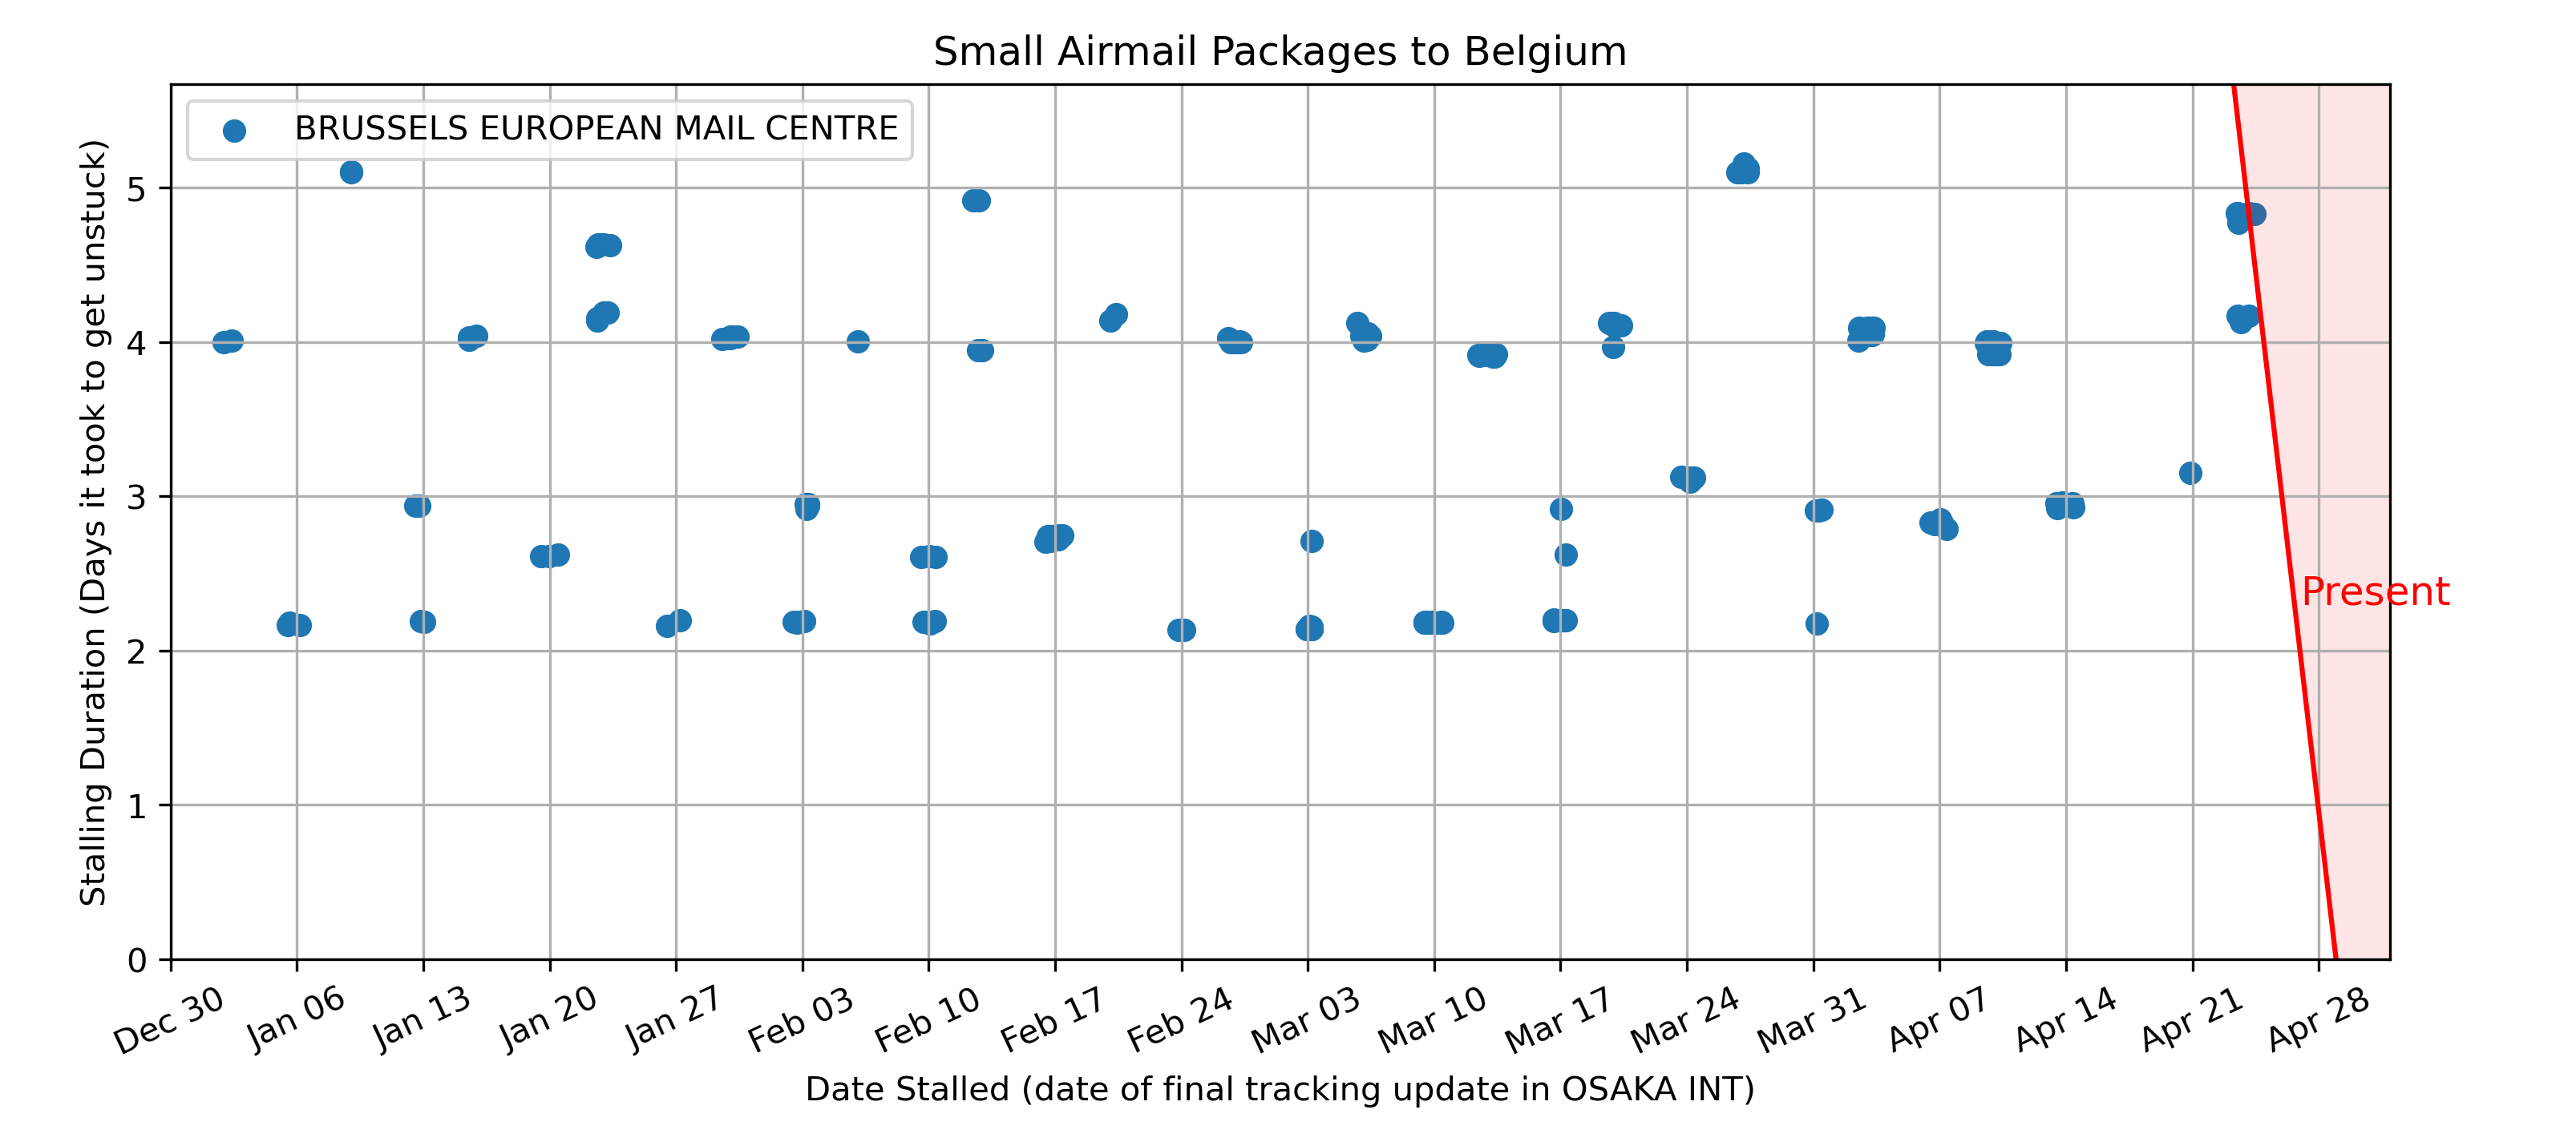 Small Airmail Packages to Belgium
BRUSSELS EUROPEAN MAIL CENTRE
Stalling Duration (Days it took to get unstuck)
5
4
3
2
1
0
Present
Dec 30
Jan 06
Jan 13
Jan 20
Jan 27
Feb 03
Feb 10
Feb 17
Feb 24
Mar 03
Mar 10
Mar 17
Mar 24
Mar 31
Apr 07
Apr 14
Apr 21
Apr 28
Date Stalled (date of final tracking update in OSAKA INT)